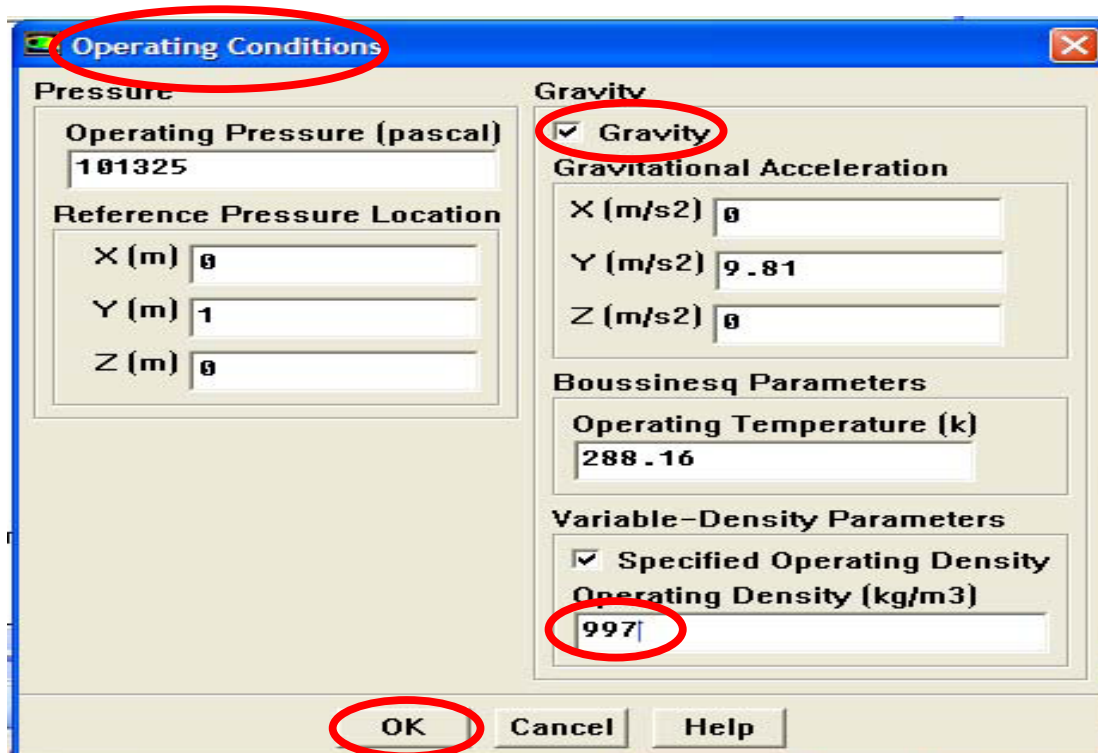 Operating Conditions
Pressure
Operating Pressure (pascal)
101325
Reference Pressure Location
X (m) 0
Y (m) 1
Z (m) 0
Gravity
Gravity
Gravitational Acceleration
X (m/s2) 0
Y (m/s2) 9.81
Z (m/s2) 0
Boussinesq Parameters
Operating Temperature (k)
288.16
Variable-Density Parameters
Specified Operating Density
Operating Density (kg/m3)
997
OK Cancel Help